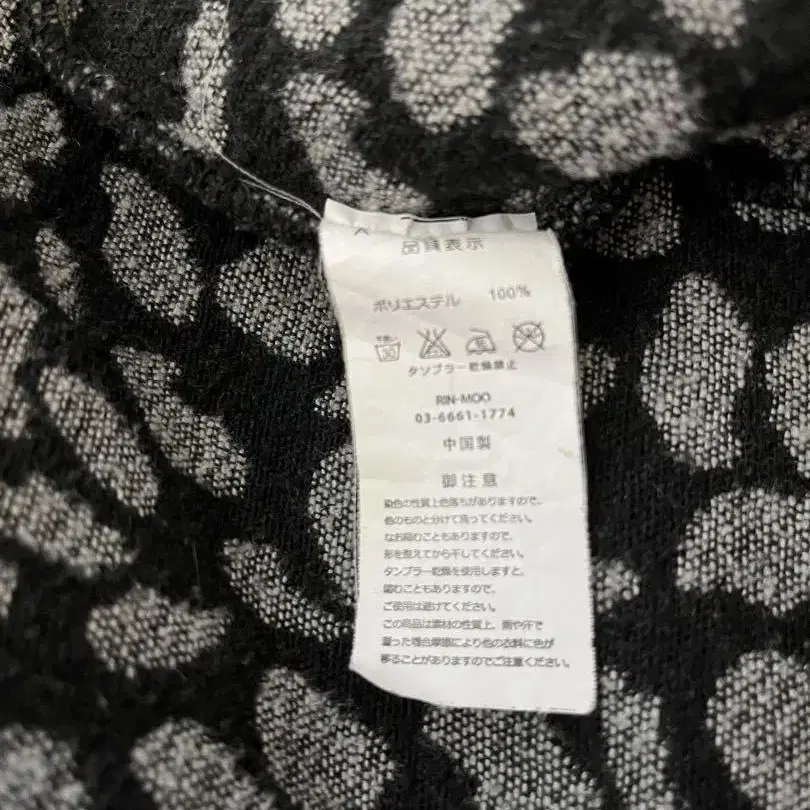 品質表示
ポリエステル 100%
30
タンブラー乾燥禁止
RIN-MOO
03-6661-1774
中国製
御注意
染色の性質上色落ちがありますので、
他のものと分けて洗ってください。
なお縮むこともありますので、
形を整えてから干してください。
タンブラー乾燥を使用しますと、
縮むこともありますので、
ご使用は避けてください。
この商品は素材の性質上、雨や汗で
湿った場合摩擦により他の衣料に色が
移ることがありますのでご注意ください。